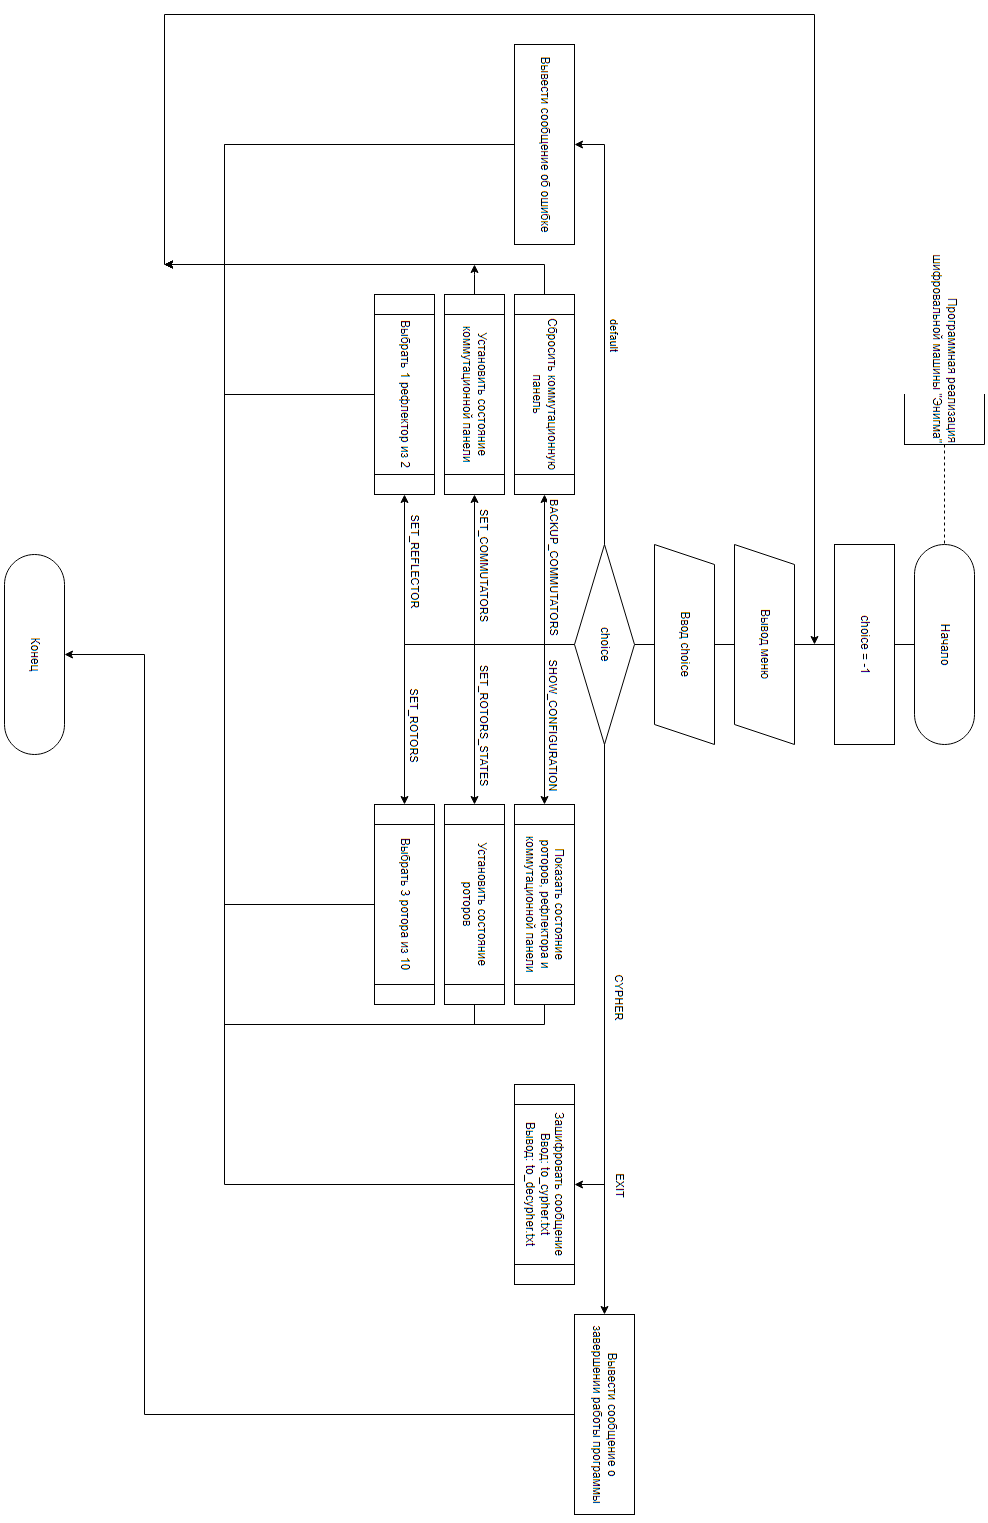 Программная реализация
шифровальной машины "Энигма"
Начало
choice = -1
Вывод меню
Ввод choice
choice
default
CYPHER
EXIT
BACKUP_COMMUTATORS
SHOW_CONFIGURATION
SET_COMMUTATORS
SET_ROTORS_STATES
SET_REFLECTOR
SET_ROTORS
Вывести сообщение об ошибке
Сбросить коммутационную
панель
Показать состояние
роторов, рефлектора и
коммутационной панели
Зашифровать сообщение
Ввод: to_cypher.txt
Вывод: to_decypher.txt
Вывести сообщение о
завершении работы программы
Установить состояние
коммутационной панели
Установить состояние
роторов
Выбрать 1 рефлектор из 2
Выбрать 3 ротора из 10
Конец